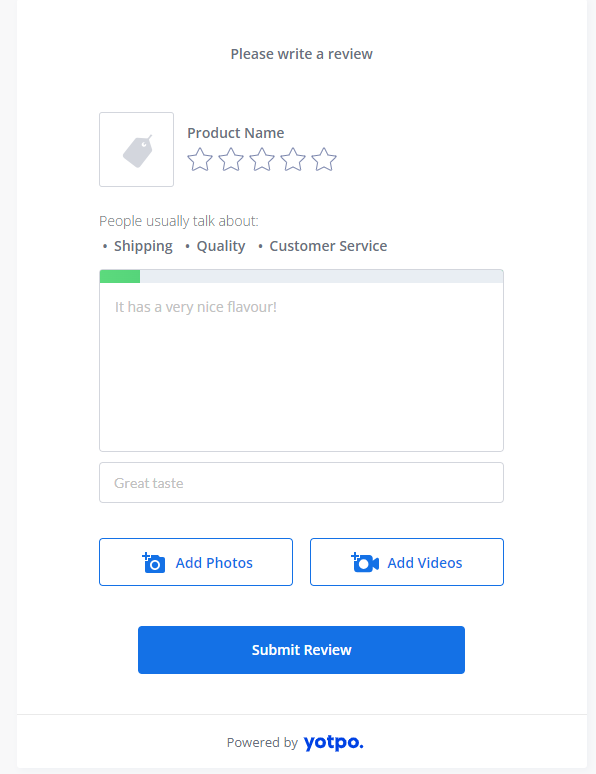 Please write a review
Product Name
People usually talk about:
• Shipping • Quality • Customer Service
It has a very nice flavour!
Great taste
Add Photos Add Videos
Submit Review
Powered by yotpo.